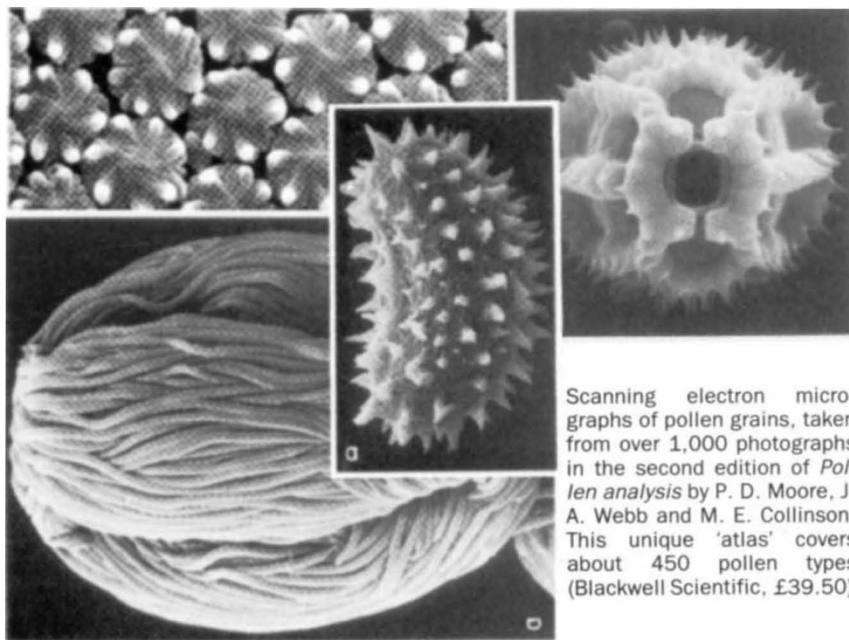 Scanning electron micro
graphs of pollen grains, taken
from over 1,000 photographs
in the second edition of Pol
len analysis by P. D. Moore, J
A. Webb and M. E. Collinson
This unique 'atlas' covers
about 450 pollen types
(Blackwell Scientific, £39.50)